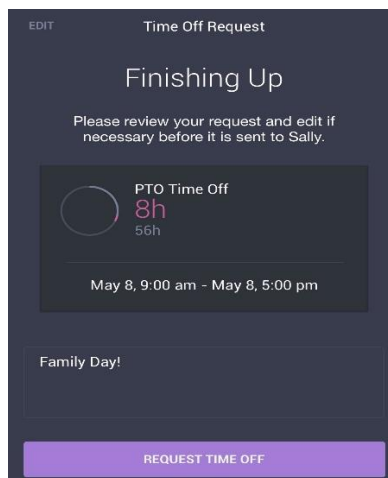 EDIT Time Off Request
Finishing Up
Please review your request and edit if
necessary before it is sent to Sally.
PTO Time Off
8h
56h
May 8, 9:00 am - May 8, 5:00 pm
Family Day!
REQUEST TIME OFF